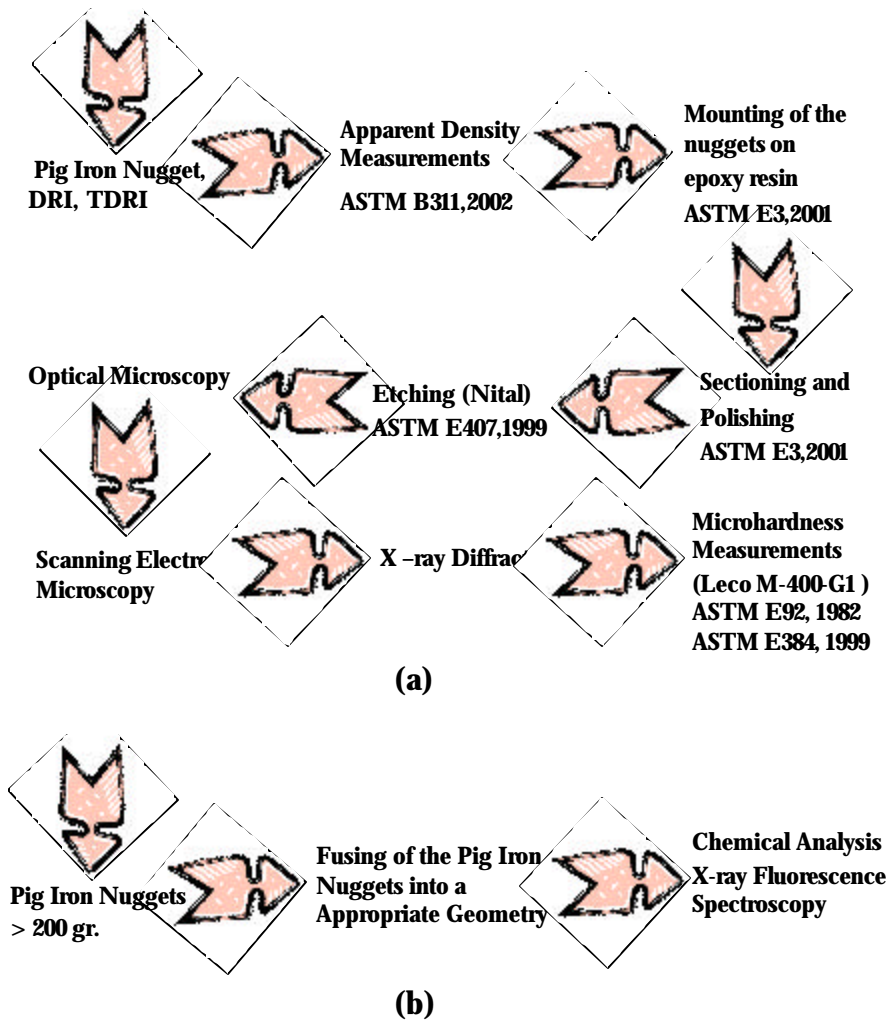 Pig Iron Nugget,
DRI, TDRI
Apparent Density
Measurements
ASTM B311,2002
Mounting of the
nuggets on
epoxy resin
ASTM E3,2001
Sectioning and
Polishing
ASTM E3,2001
Etching (Nital)
ASTM E407,1999
Optical Microscopy
Scanning Electro
Microscopy
X –ray Diffrac
Microhardness
Measurements
(Leco M-400-G1 )
ASTM E92, 1982
ASTM E384, 1999
(a)
Pig Iron Nuggets
> 200 gr.
Fusing of the Pig Iron
Nuggets into a
Appropriate Geometry
Chemical Analysis
X-ray Fluorescence
Spectroscopy
(b)